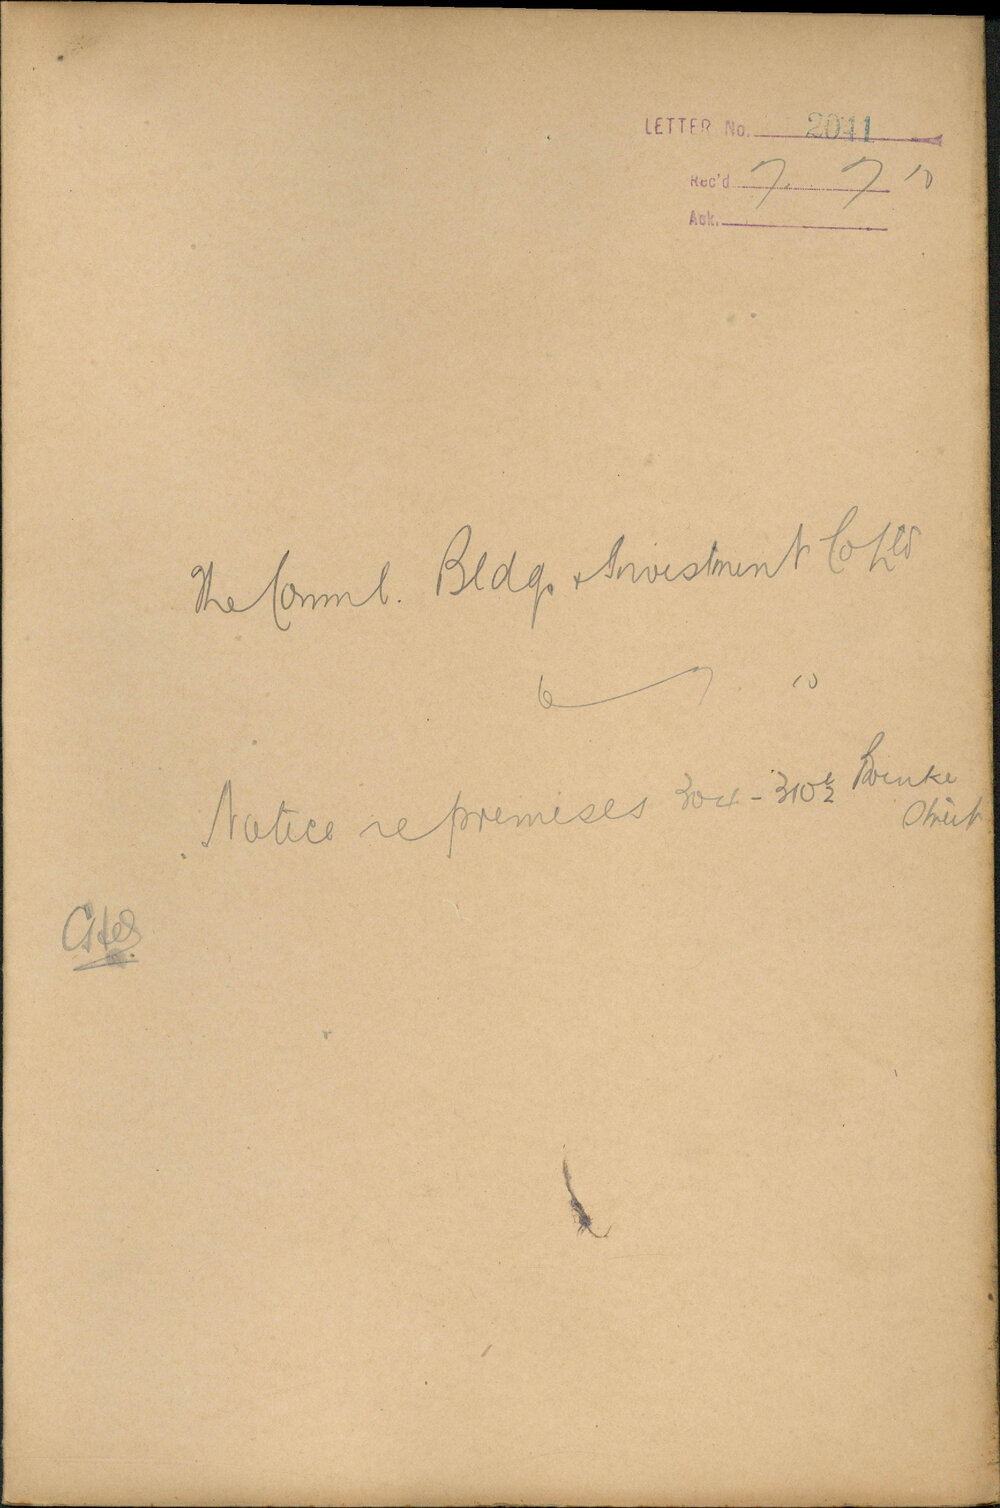 LETTER No. 2041
Rec'd 7. 7 10
Ack.
The Comml. Bldg. & Investment Co Ltd
6 7 10
Notice re premises 304 - 310½ Bourke
Street